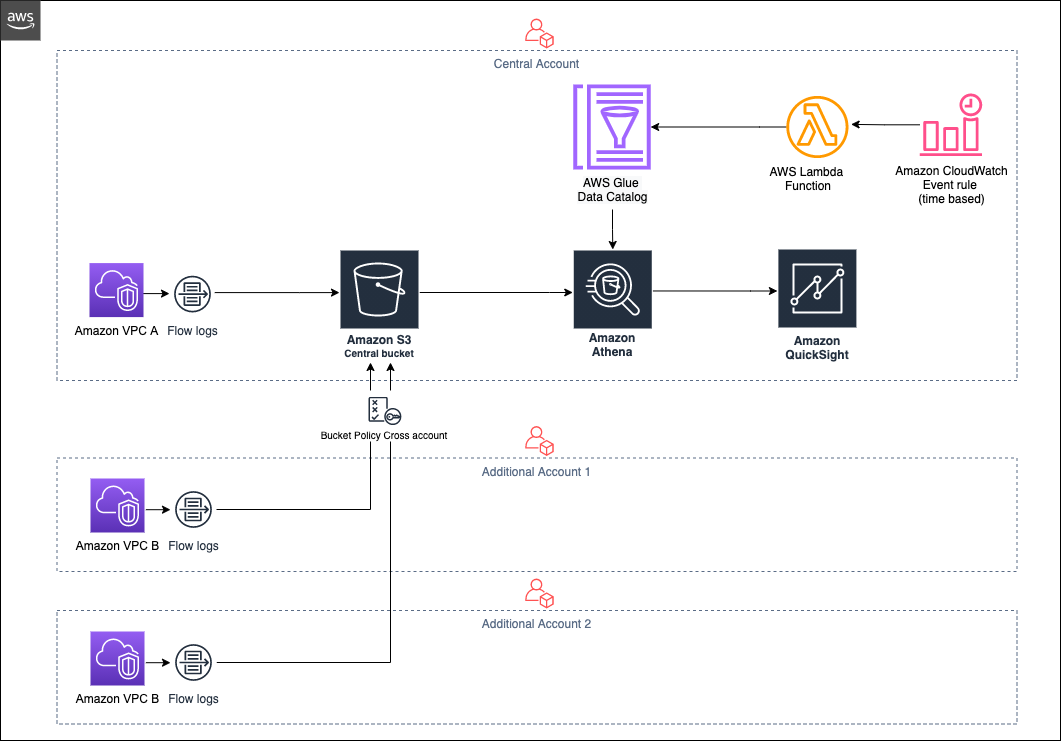 aws
Central Account
AWS Glue
Data Catalog
AWS Lambda
Function
Amazon CloudWatch
Event rule
(time based)
Amazon VPC A
Flow logs
Amazon S3
Central bucket
Amazon
Athena
Amazon
QuickSight
Bucket Policy Cross account
Additional Account 1
Amazon VPC B
Flow logs
Additional Account 2
Amazon VPC B
Flow logs